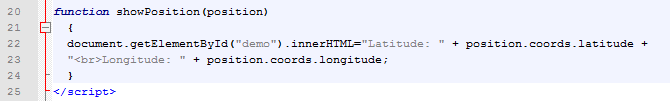 20 function showPosition(position)
21 {
22 document.getElementById("demo").innerHTML="Latitude: " + position.coords.latitude +
23 "<br>Longitude: " + position.coords.longitude;
24 }
25 </script>